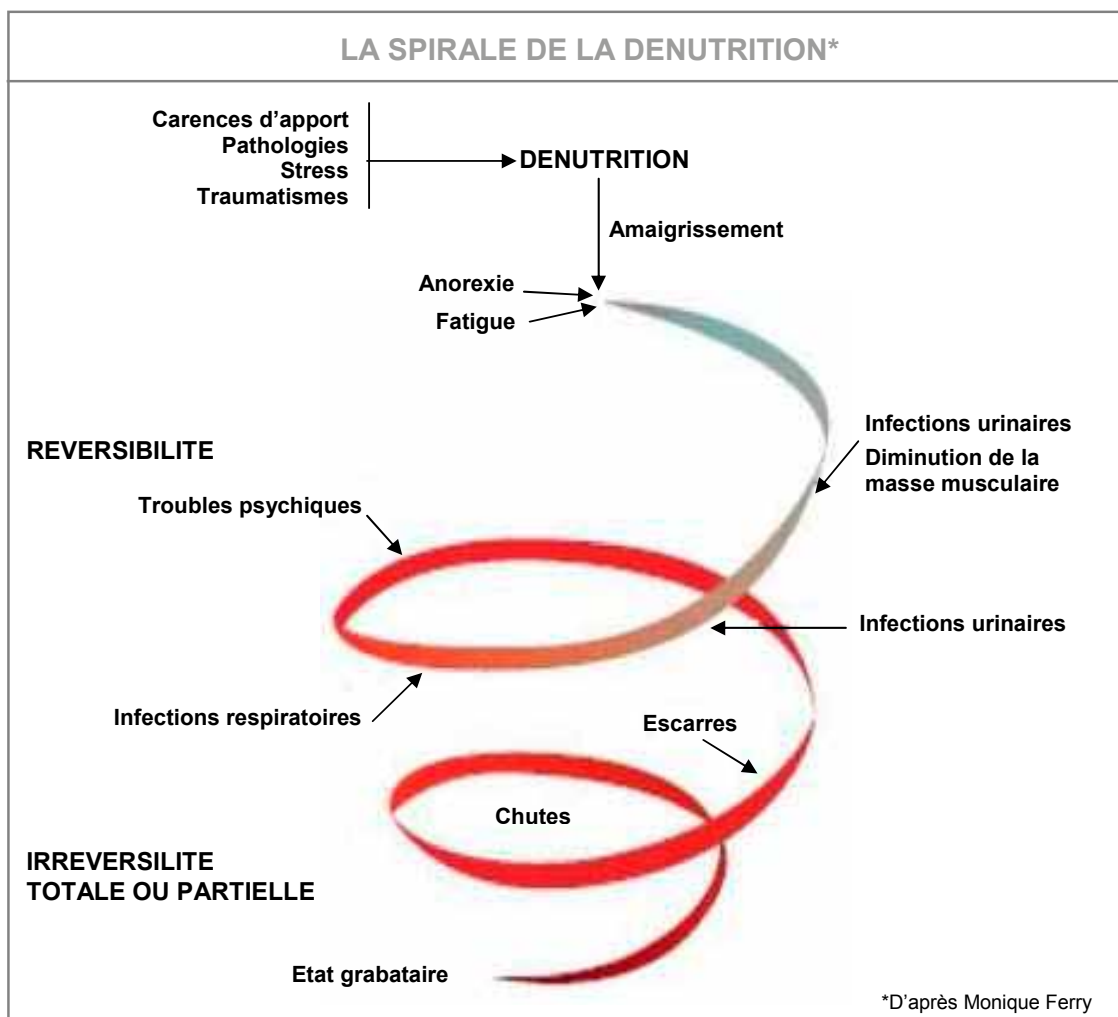 LA SPIRALE DE LA DENUTRITION*
Carences d'apport
Pathologies
Stress
Traumatismes
DENUTRITION
Amaigrissement
Anorexie
Fatigue
Infections urinaires
Diminution de la
masse musculaire
REVERSIBILITE
Troubles psychiques
Infections urinaires
Infections respiratoires
Escarres
Chutes
IRREVERSILITE
TOTALE OU PARTIELLE
Etat grabataire
*D'après Monique Ferry